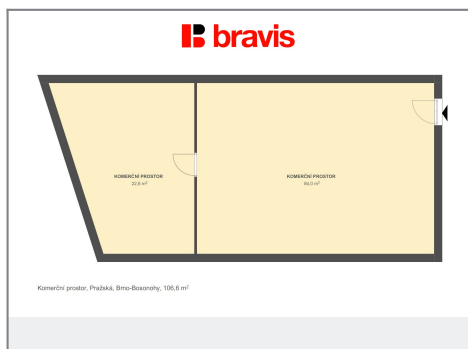 bravis
KOMERČNÍ PROSTOR
22,6 m²
KOMERČNÍ PROSTOR
84,0 m²
Komerční prostor, Pražská, Brno-Bosonohy, 106,6 m²